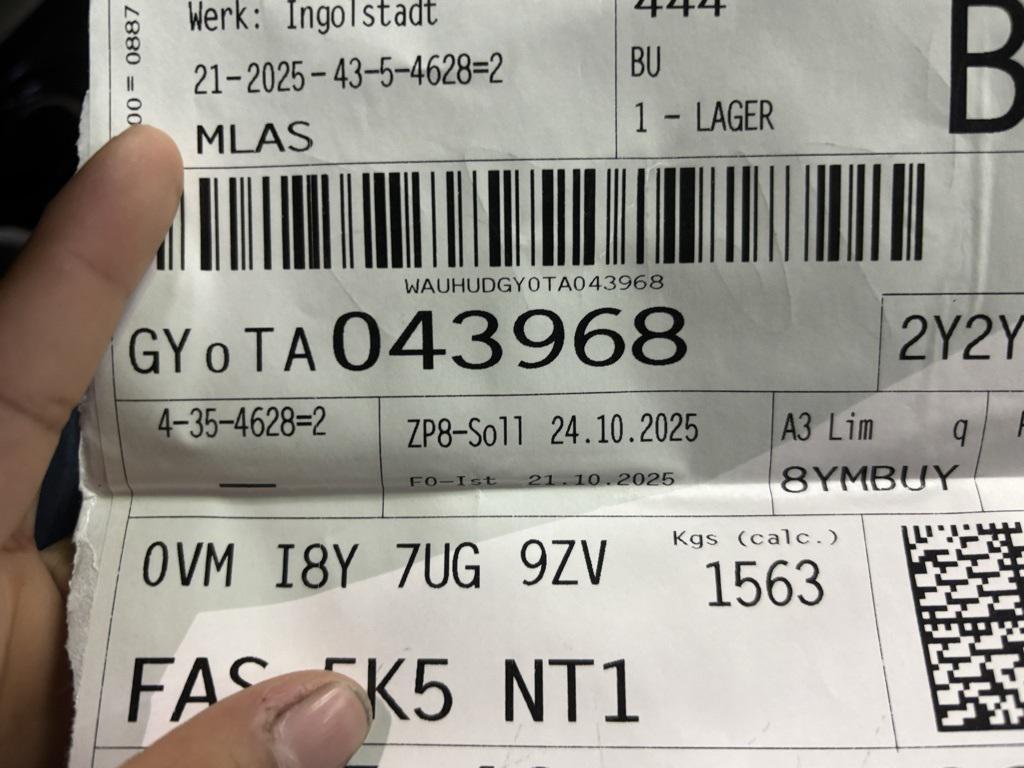 00 = 0887
Werk: Ingolstadt
444
B
21-2025-43-5-4628=2
BU
MLAS
1 - LAGER
WAUHUDGY0TA043968
GYoTA043968
2Y2Y
4-35-4628=2
ZP8-Soll 24.10.2025
A3 Lim q
F0-Ist 21.10.2025
8YMBUY
0VM I8Y 7UG 9ZV
Kgs (calc.)
1563
K5 NT1